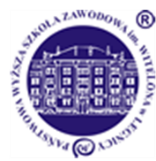 PAŃSTWOWA WYŻSZA SZKOŁA ZAWODOWA im. WITELONA w LEGNICY
®